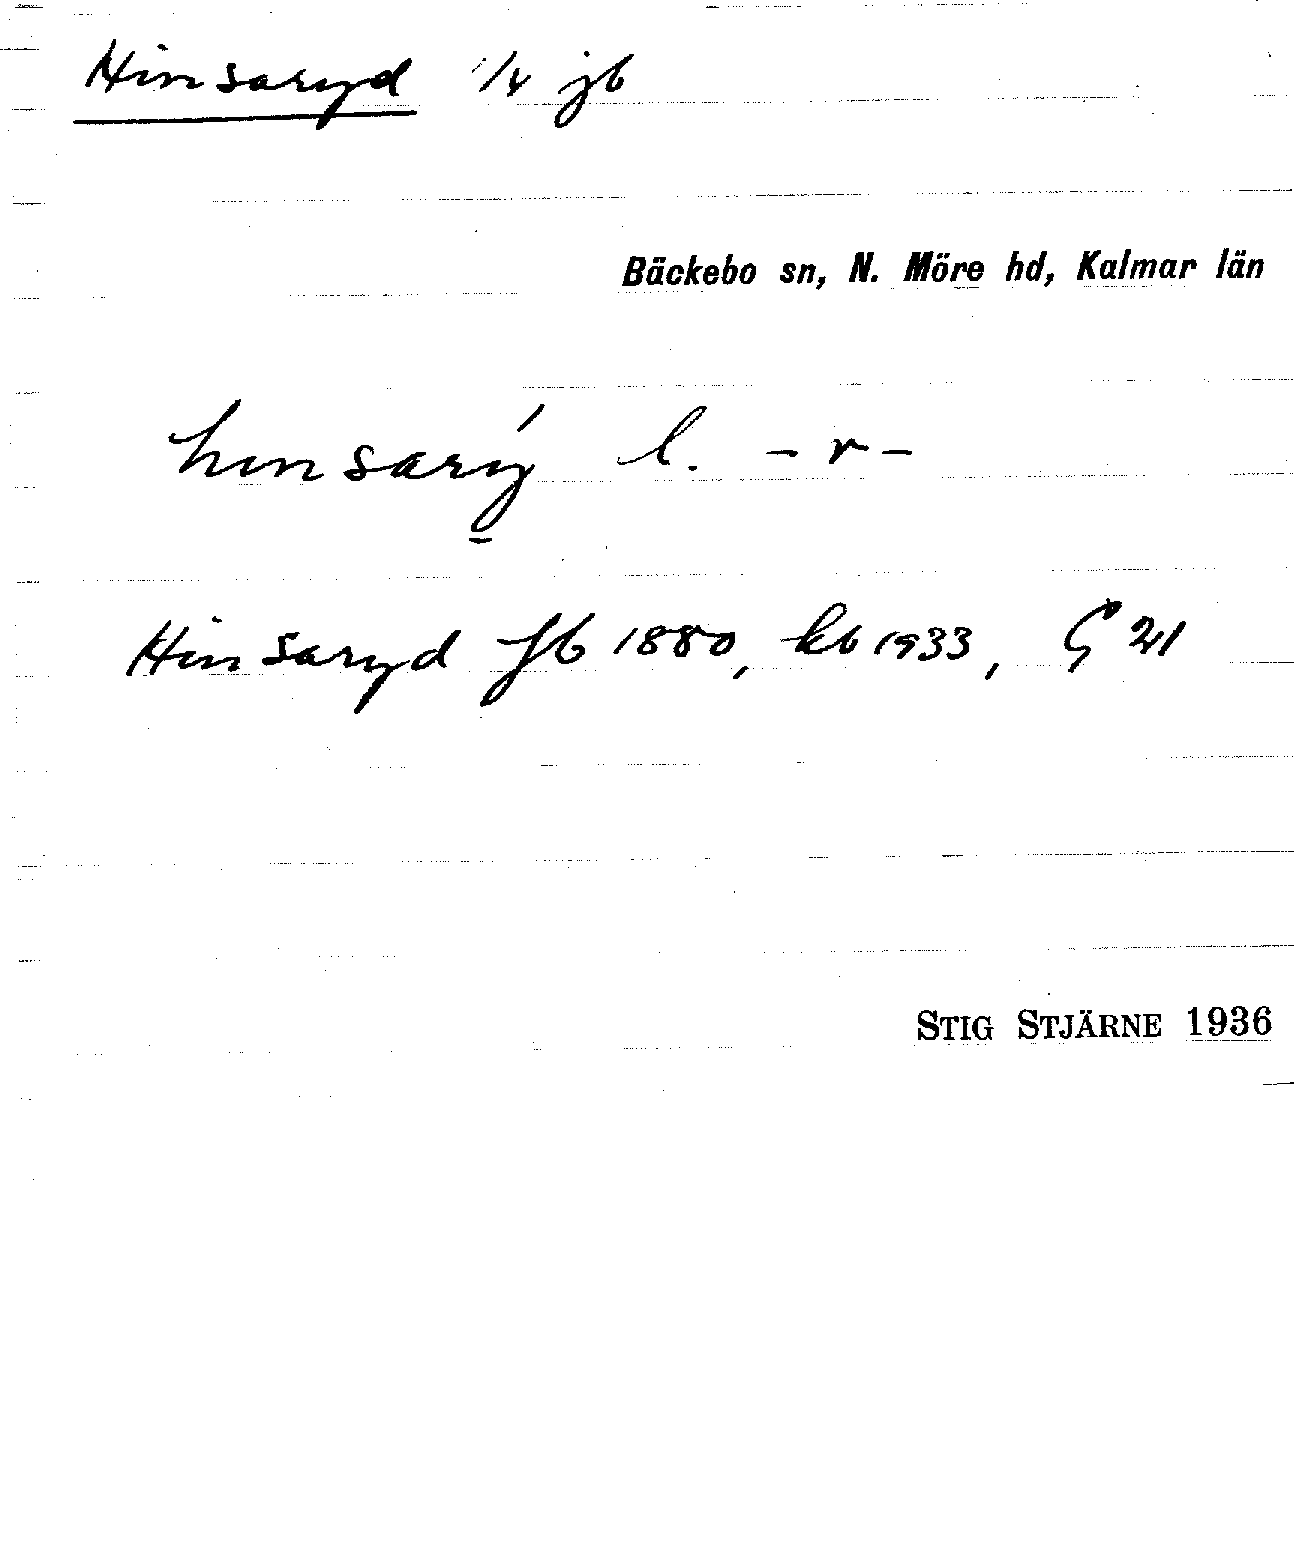 Hinsaryd 1/4 jb
Bäckebo sn, N. Möre hd, Kalmar län
hinsarý l. - r -
Hinsaryd jb 1880, kb 1933, G 21
STIG STJÄRNE 1936